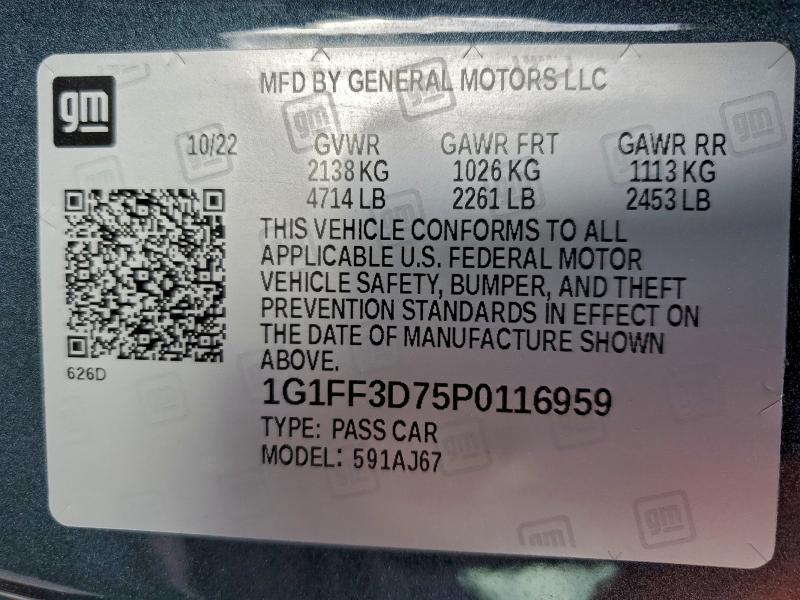 gm
MFD BY GENERAL MOTORS LLC
10/22 GVWR GAWR FRT GAWR RR
2138 KG 1026 KG 1113 KG
4714 LB 2261 LB 2453 LB
THIS VEHICLE CONFORMS TO ALL
APPLICABLE U.S. FEDERAL MOTOR
VEHICLE SAFETY, BUMPER, AND THEFT
PREVENTION STANDARDS IN EFFECT ON
THE DATE OF MANUFACTURE SHOWN
ABOVE.
626D
1G1FF3D75P0116959
TYPE: PASS CAR
MODEL: 591AJ67